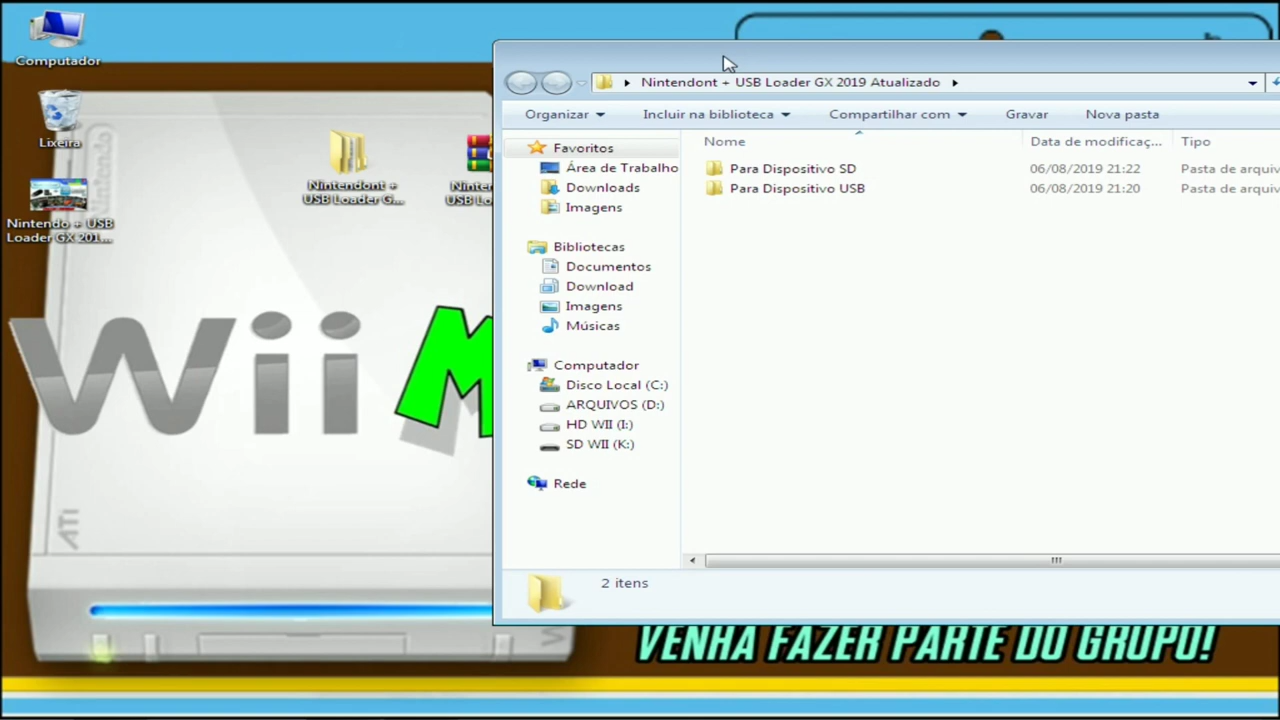 Computador
Lixeira
Nintendo + USB
Loader GX 201...
Nintendont +
USB Loader G...
Ninten
USB Lo
Nintendo
Wii
M
ATi
Nintendont + USB Loader GX 2019 Atualizado
Organizar
Incluir na biblioteca
Compartilhar com
Gravar
Nova pasta
Favoritos
Área de Trabalho
Downloads
Imagens
Bibliotecas
Documentos
Download
Imagens
Músicas
Computador
Disco Local (C:)
ARQUIVOS (D:)
HD WII (I:)
SD WII (K:)
Rede
Nome
Data de modificaç...
Tipo
Para Dispositivo SD
06/08/2019 21:22
Pasta de arquiv
Para Dispositivo USB
06/08/2019 21:20
Pasta de arquiv
2 itens
VENHA FAZER PARTE DO GRUPO!